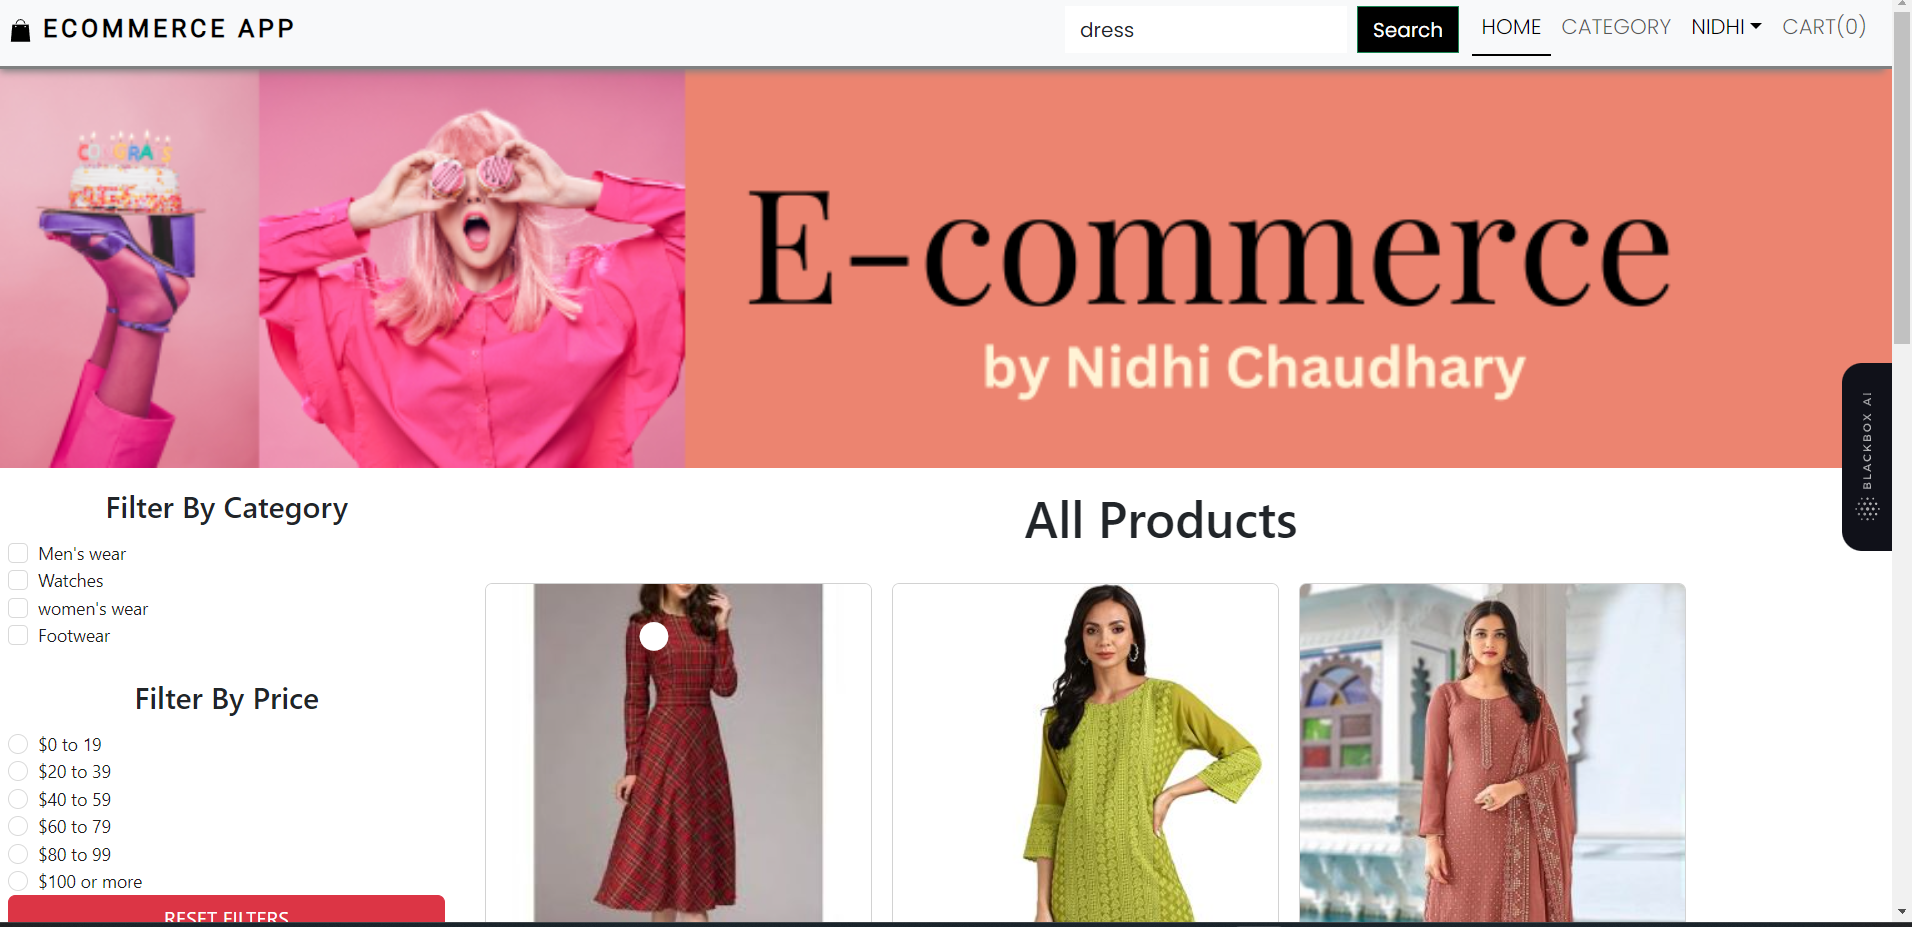 ECOMMERCE APP
dress
Search
HOME
CATEGORY
NIDHI
CART(0)
CONGRATS
E-commerce
by Nidhi Chaudhary
BLACKBOX AI
Filter By Category
Men's wear
Watches
women's wear
Footwear
Filter By Price
$0 to 19
$20 to 39
$40 to 59
$60 to 79
$80 to 99
$100 or more
RESET FILTERS
All Products